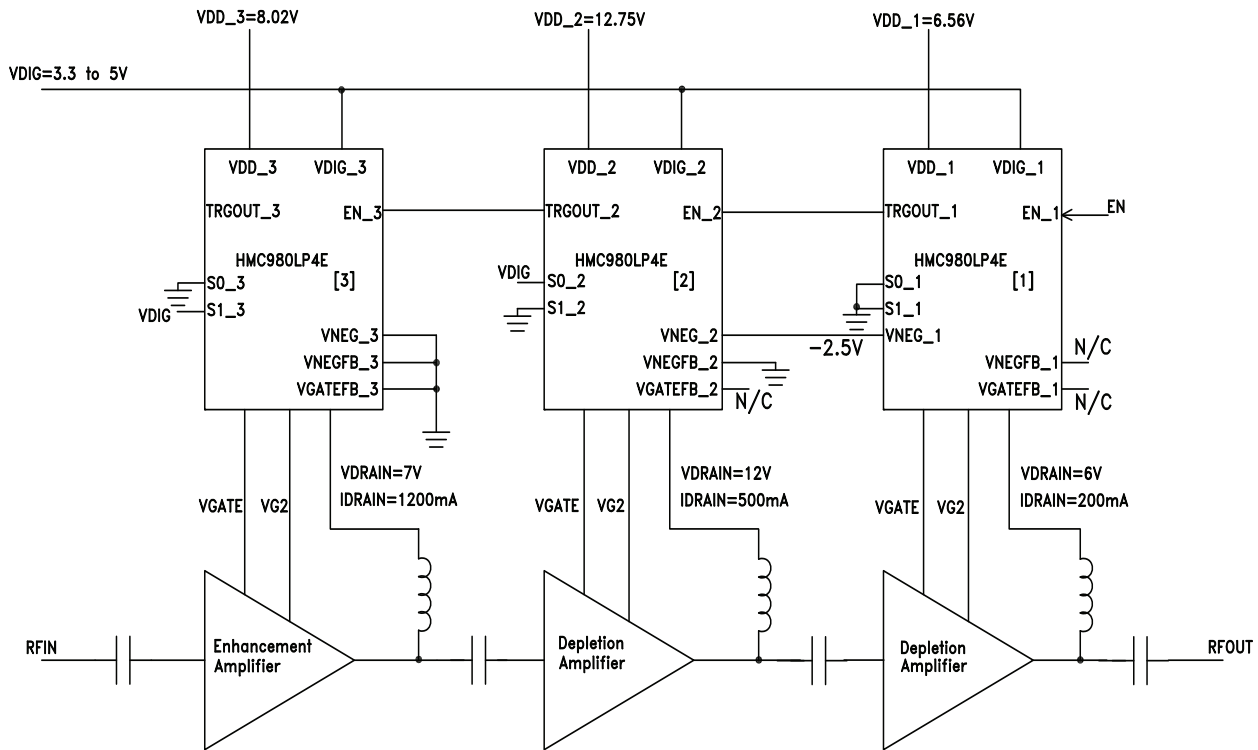 VDD_3=8.02V
VDD_2=12.75V
VDD_1=6.56V
VDIG=3.3 to 5V
VDD_3
VDIG_3
TRGOUT_3
EN_3
HMC980LP4E
[3]
S0_3
VDIG
S1_3
VNEG_3
VNEGFB_3
VGATEFB_3
VDD_2
VDIG_2
TRGOUT_2
EN_2
HMC980LP4E
[2]
VDIG
S0_2
S1_2
VNEG_2
-2.5V
VNEGFB_2
VGATEFB_2
N/C
VDD_1
VDIG_1
TRGOUT_1
EN_1
EN
HMC980LP4E
[1]
S0_1
S1_1
VNEG_1
VNEGFB_1
N/C
VGATEFB_1
N/C
VGATE
VG2
VDRAIN=7V
IDRAIN=1200mA
VGATE
VG2
VDRAIN=12V
IDRAIN=500mA
VGATE
VG2
VDRAIN=6V
IDRAIN=200mA
RFIN
Enhancement
Amplifier
Depletion
Amplifier
Depletion
Amplifier
RFOUT